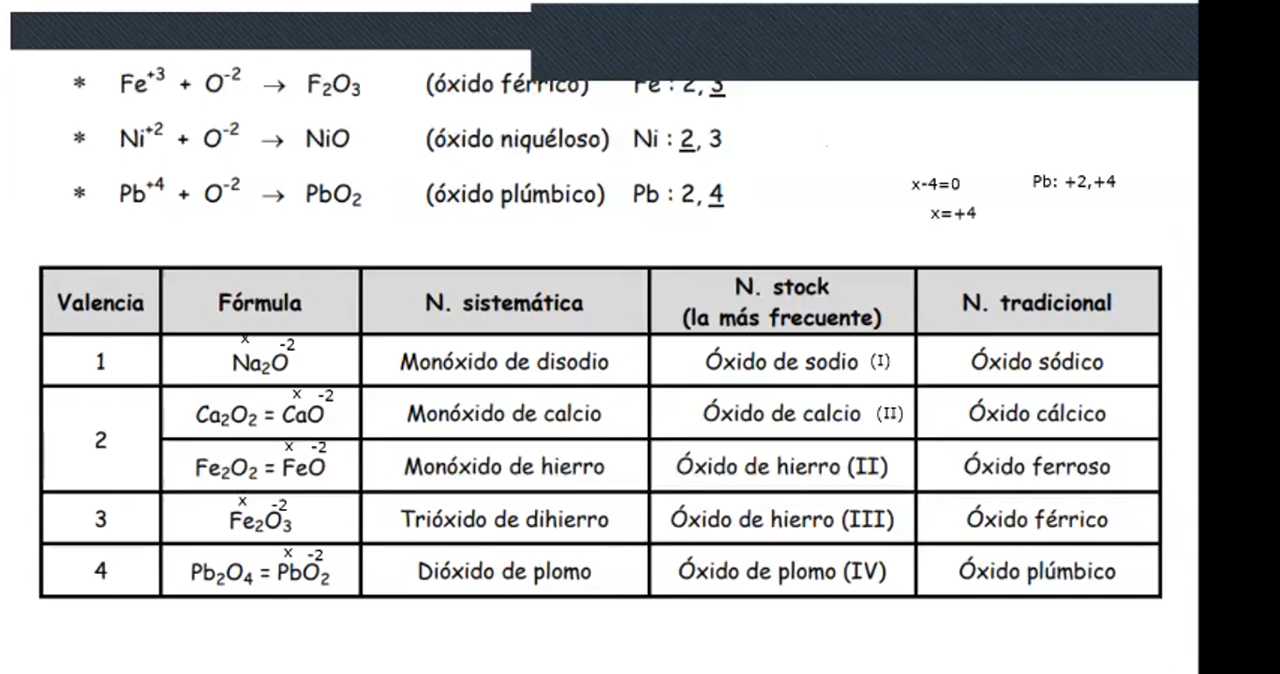 * Fe⁺³ + O⁻² → F₂O₃ (óxido férrico) Fe : 2, 3
* Ni⁺² + O⁻² → NiO (óxido niquéloso) Ni : 2, 3
* Pb⁺⁴ + O⁻² → PbO₂ (óxido plúmbico) Pb : 2, 4
x-4=0 Pb: +2,+4
x=+4
Valencia Fórmula N. sistemática N. stock (la más frecuente) N. tradicional
x -2
1 Na₂O Monóxido de disodio Óxido de sodio (I) Óxido sódico
x -2
2 Ca₂O₂ = CaO Monóxido de calcio Óxido de calcio (II) Óxido cálcico
x -2
Fe₂O₂ = FeO Monóxido de hierro Óxido de hierro (II) Óxido ferroso
x -2
3 Fe₂O₃ Trióxido de dihierro Óxido de hierro (III) Óxido férrico
x -2
4 Pb₂O₄ = PbO₂ Dióxido de plomo Óxido de plomo (IV) Óxido plúmbico